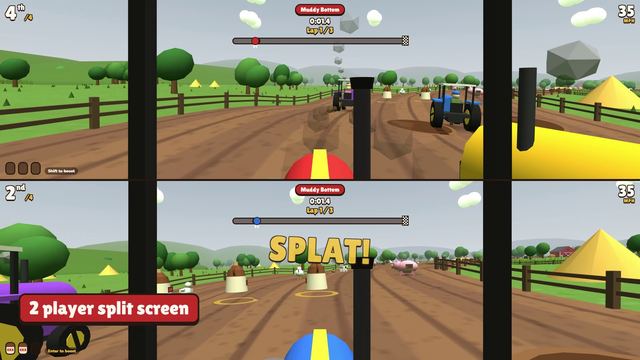 4th /4
Muddy Bottom
0:01.4
Lap 1/3
35
MPH
Shift to boost
2nd /4
Muddy Bottom
0:01.4
Lap 1/3
35
MPH
SPLAT!
2 player split screen
Enter to boost